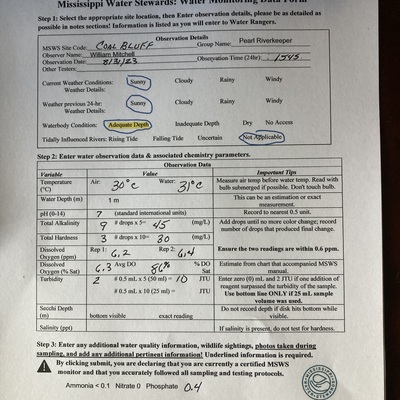 Mississippi Water Stewards: Water Monitoring Data Form
Step 1: Select the appropriate site location, then Enter observation details, please be as detailed as
possible in notes section! Information is listed as you will enter to Water Rangers.
Observation Details
MSWS Site Code: Coal Bluff Group Name: Pearl Riverkeeper
Observer Name: William Mitchell
Observation Date: 8/31/23 Observation Time (24hr): 1545
Other Testers:
Current Weather Conditions: Sunny Cloudy Rainy Windy
Weather Details:
Weather previous 24-hr: Sunny Cloudy Rainy Windy
Weather Details:
Waterbody Condition: Adequate Depth Inadequate Depth Dry No Access
Tidally Influenced Rivers: Rising Tide Falling Tide Uncertain Not Applicable
Step 2: Enter water observation data & associated chemistry parameters.
Observation Data
Variable Value Important Tips
Temperature (°C) Air: 30°C Water: 31°C Measure air temp before water temp. Read with bulb submerged if possible. Don't touch bulb.
Water Depth (m) 1 m This can be an estimation or exact measurement.
pH (0-14) 7 (standard international units) Record to nearest 0.5 unit.
Total Alkalinity 9 # drops x 5= 45 (mg/L) Add drops until no more color change; record
Total Hardness 3 # drops x 10= 30 (mg/L) number of drops that produced final change.
Dissolved Oxygen (ppm) Rep 1: 6.2 Rep 2: 6.4 Ensure the two readings are within 0.6 ppm.
Dissolved Oxygen (% Sat) 6.3 Avg DO 86% % DO Sat Estimate from chart that accompanied MSWS manual.
Turbidity 2 # 0.5 mL x 5 (50 ml) = 10 JTU Enter zero (0) mL and 2 JTU if one addition of reagent surpassed the turbidity of the sample.
# 0.5 mL x 10 (25 ml) = JTU Use bottom line ONLY if 25 mL sample volume was used.
Secchi Depth (m) bottom visible exact reading Do not record depth if disk hits bottom while visible.
Salinity (ppt) If salinity is present, do not test for hardness.
Step 3: Enter any additional water quality information, wildlife sightings, photos taken during
sampling, and add any additional pertinent information! Underlined information is required.
By clicking submit, you are declaring that you are currently a certified MSWS
monitor and that you accurately followed all sampling and testing protocols.
Ammonia < 0.1 Nitrate 0 Phosphate 0.4